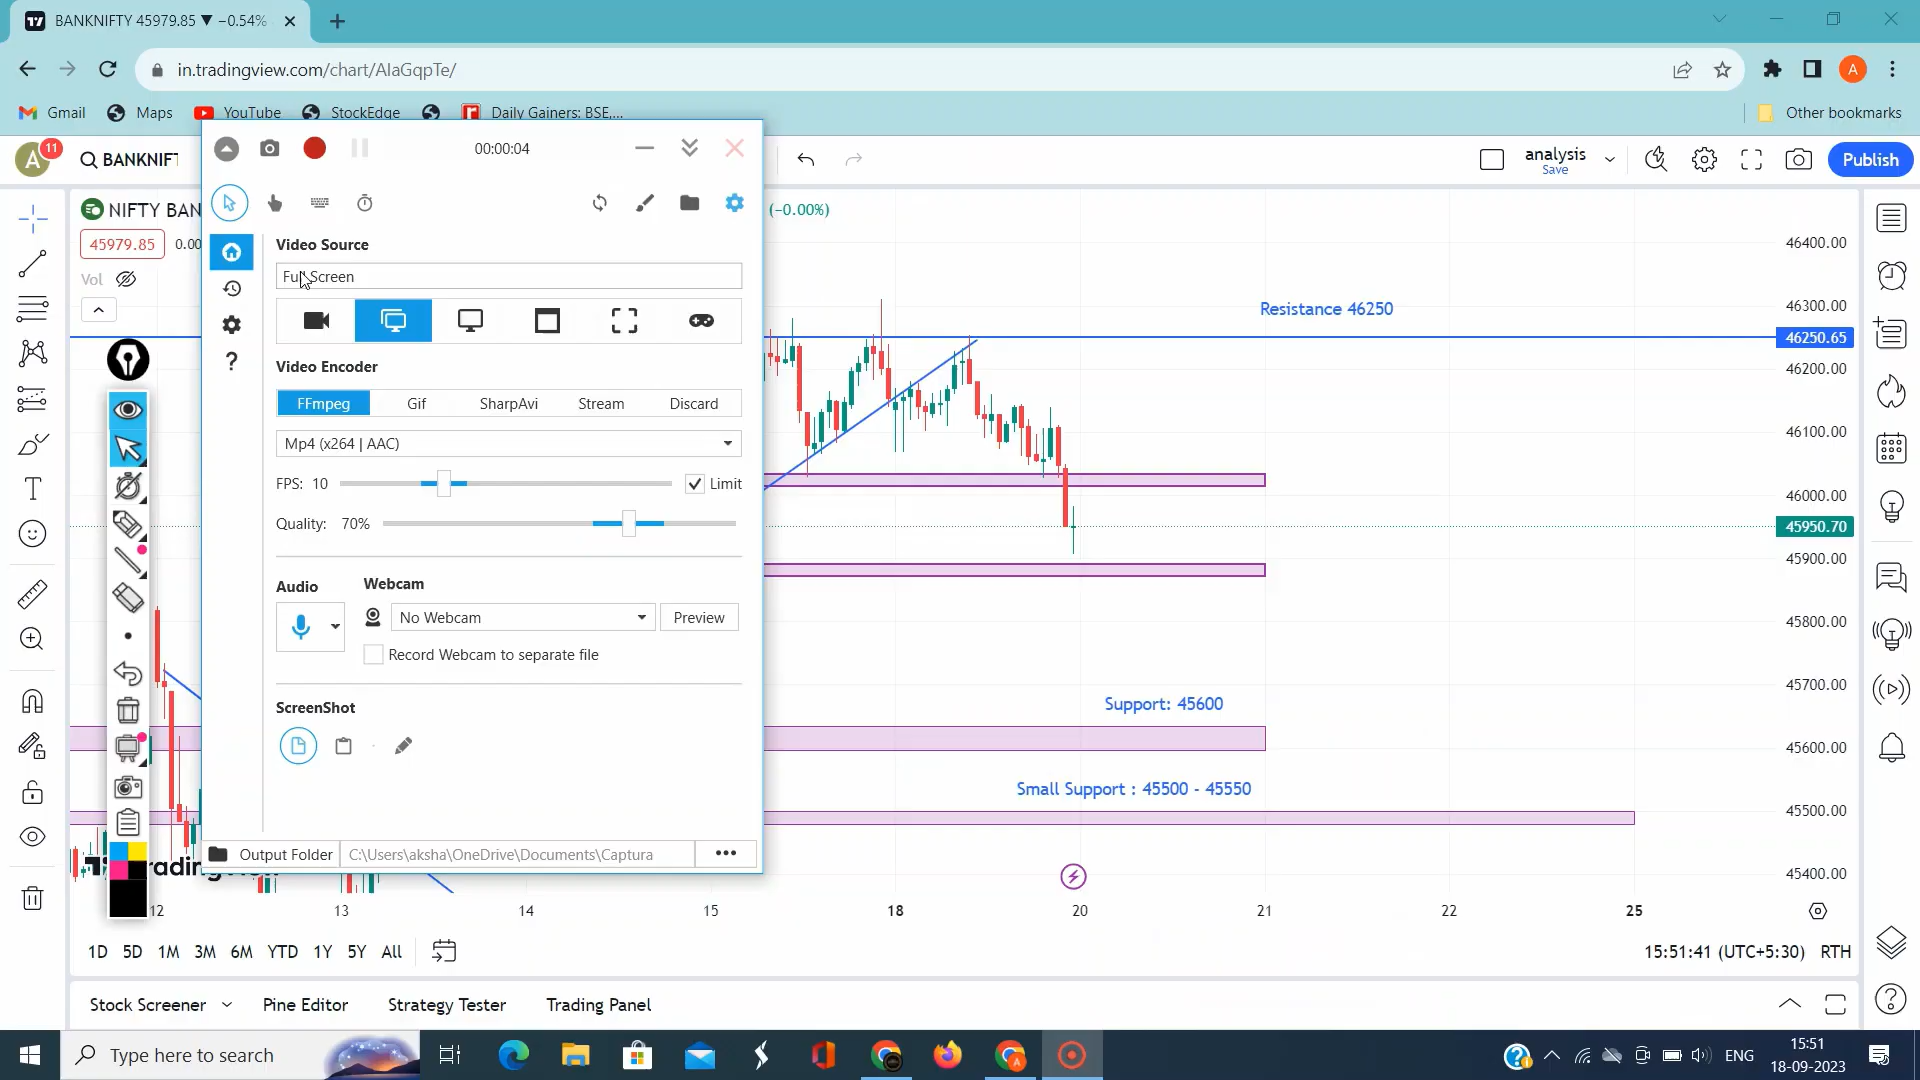 BANKNIFTY 45979.85 ▼ −0.54%
in.tradingview.com/chart/AIaGqpTe/
A
Gmail
Maps
YouTube
StockEdge
Daily Gainers: BSE,...
Other bookmarks
A
11
BANKNIFT
00:00:04
analysis
Save
Publish
NIFTY BAN
(−0.00%)
45979.85
0.00
Vol
Video Source
Full Screen
Video Encoder
FFmpeg
Gif
SharpAvi
Stream
Discard
Mp4 (x264 | AAC)
FPS: 10
Limit
Quality: 70%
Audio
Webcam
No Webcam
Preview
Record Webcam to separate file
ScreenShot
Output Folder
C:\Users\aksha\OneDrive\Documents\Captura
Resistance 46250
Support: 45600
Small Support : 45500 - 45550
46400.00
46300.00
46250.65
46200.00
46100.00
46000.00
45950.70
45900.00
45800.00
45700.00
45600.00
45500.00
45400.00
12
13
14
15
18
20
21
22
25
1D 5D 1M 3M 6M YTD 1Y 5Y All
15:51:41 (UTC+5:30) RTH
Stock Screener
Pine Editor
Strategy Tester
Trading Panel
Type here to search
ENG
15:51
18-09-2023